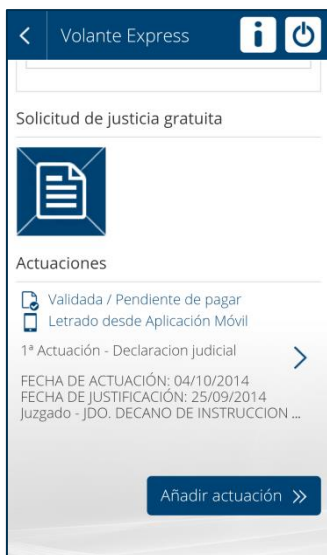 Volante Express
Solicitud de justicia gratuita
Actuaciones
Validada / Pendiente de pagar
Letrado desde Aplicación Móvil
1ª Actuación - Declaracion judicial
FECHA DE ACTUACIÓN: 04/10/2014
FECHA DE JUSTIFICACIÓN: 25/09/2014
Juzgado - JDO. DECANO DE INSTRUCCION ...
Añadir actuación